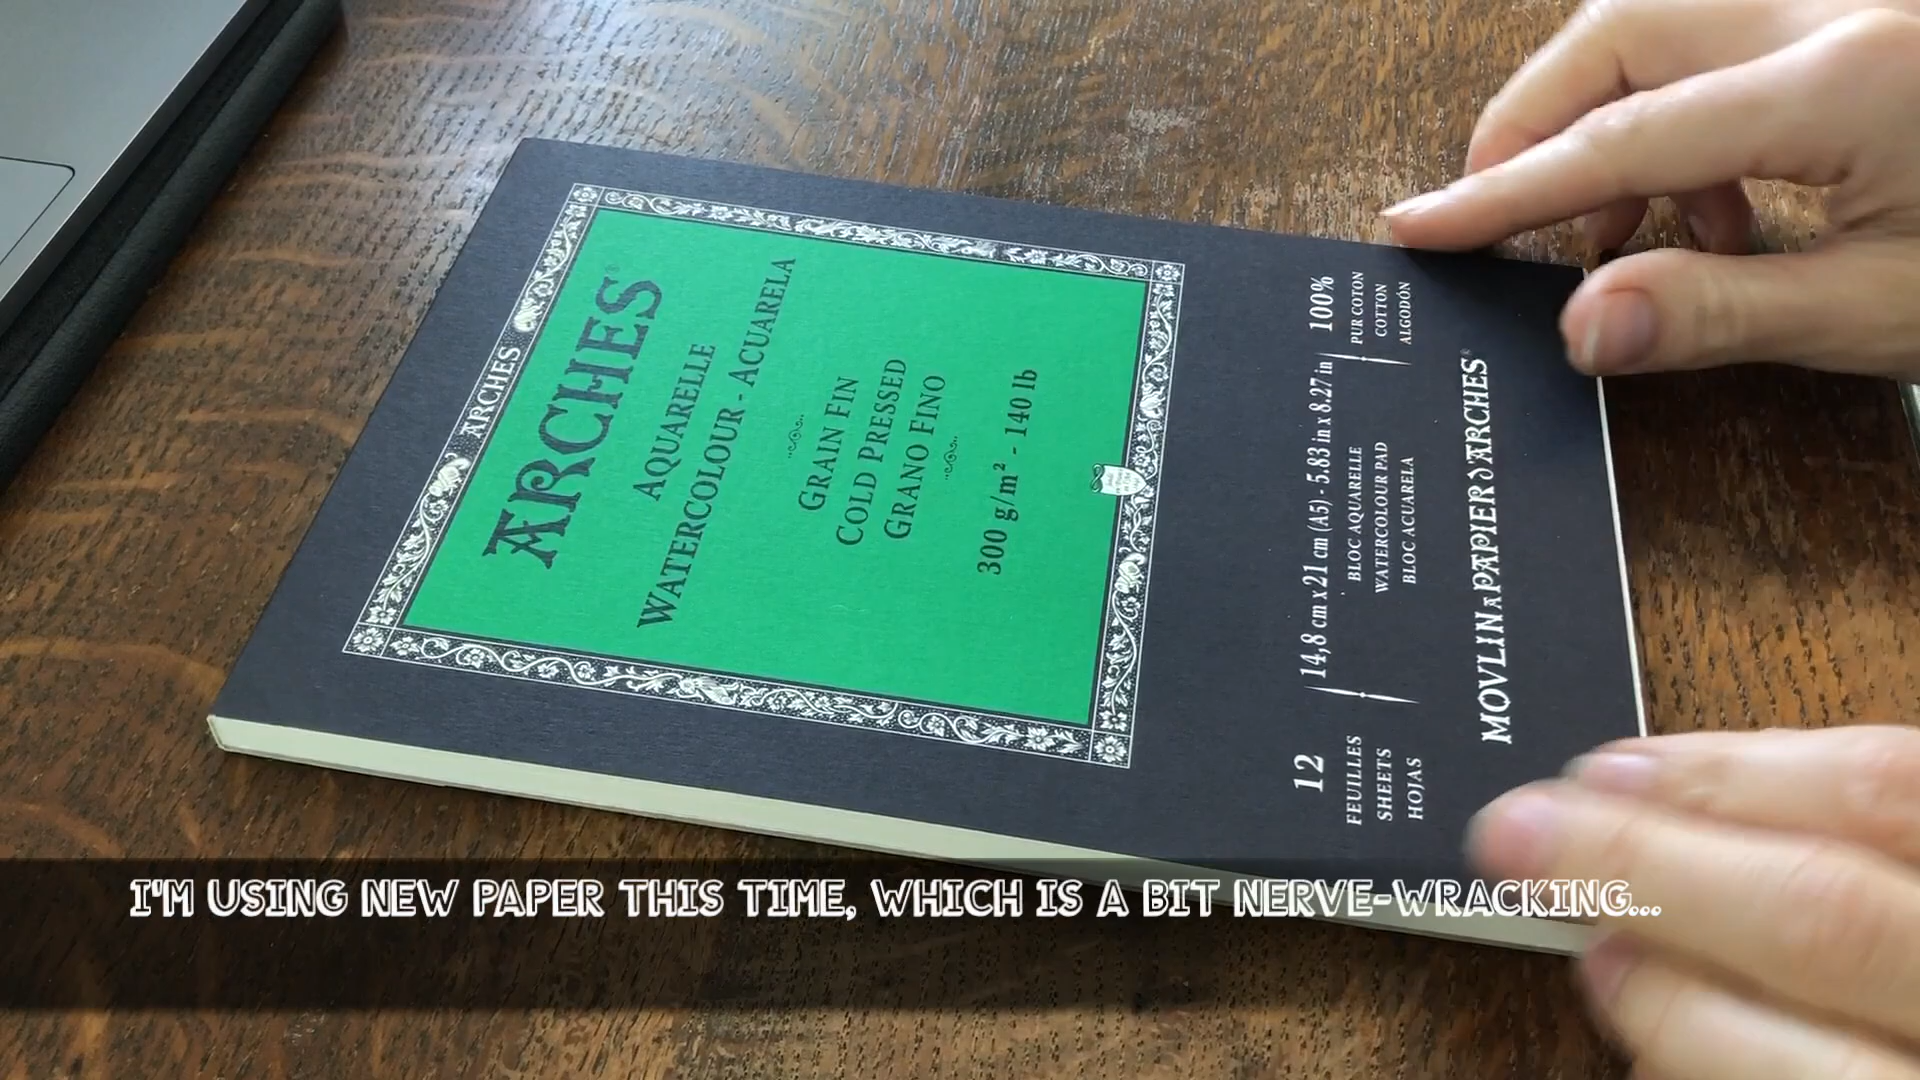 ARCHES
ARCHES®
AQUARELLE
WATERCOLOUR - ACUARELA
GRAIN FIN
COLD PRESSED
GRANO FINO
300 g/m² - 140 lb
12
FEUILLES
SHEETS
HOJAS
14,8 cm x 21 cm (A5) - 5.83 in x 8.27 in
BLOC AQUARELLE
WATERCOLOUR PAD
BLOC ACUARELA
100%
PUR COTON
COTTON
ALGODÓN
MOVLIN A PAPIER D'ARCHES®
I'M USING NEW PAPER THIS TIME, WHICH IS A BIT NERVE-WRACKING...